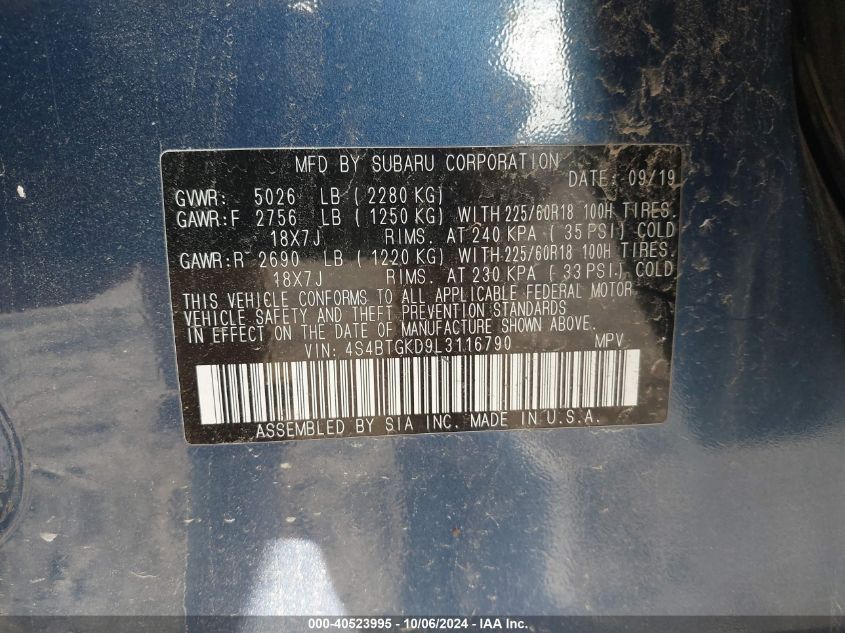 MFD BY SUBARU CORPORATION
DATE: 09/19
GVWR: 5026 LB ( 2280 KG)
GAWR:F 2756 LB ( 1250 KG) WITH 225/60R18 100H TIRES.
18X7J RIMS. AT 240 KPA ( 35 PSI) COLD
GAWR:R 2690 LB ( 1220 KG) WITH 225/60R18 100H TIRES.
18X7J RIMS. AT 230 KPA ( 33 PSI) COLD
THIS VEHICLE CONFORMS TO ALL APPLICABLE FEDERAL MOTOR
VEHICLE SAFETY AND THEFT PREVENTION STANDARDS
IN EFFECT ON THE DATE OF MANUFACTURE SHOWN ABOVE.
VIN: 4S4BTGKD9L3116790 MPV
ASSEMBLED BY SIA INC. MADE IN U.S.A.
000-40523995 - 10/06/2024 - IAA Inc.